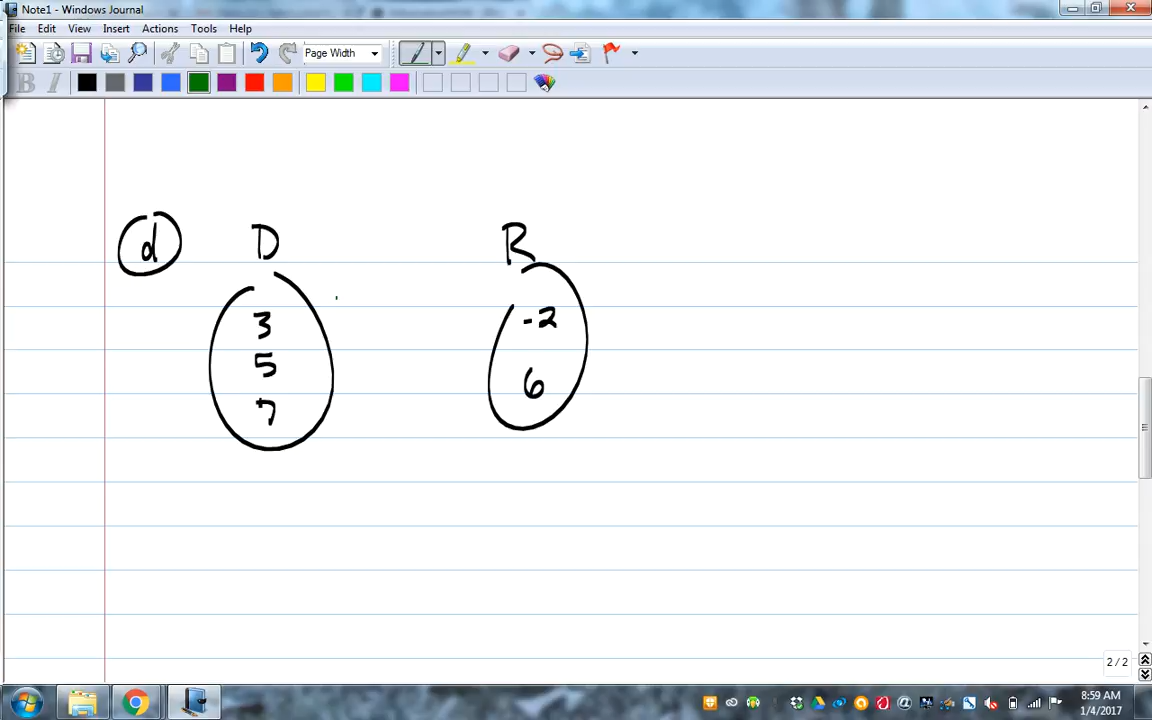 Note1 - Windows Journal
File Edit View Insert Actions Tools Help
Page Width
B I
d D R
3 -2
5
6
7
2 / 2
8:59 AM
1/4/2017